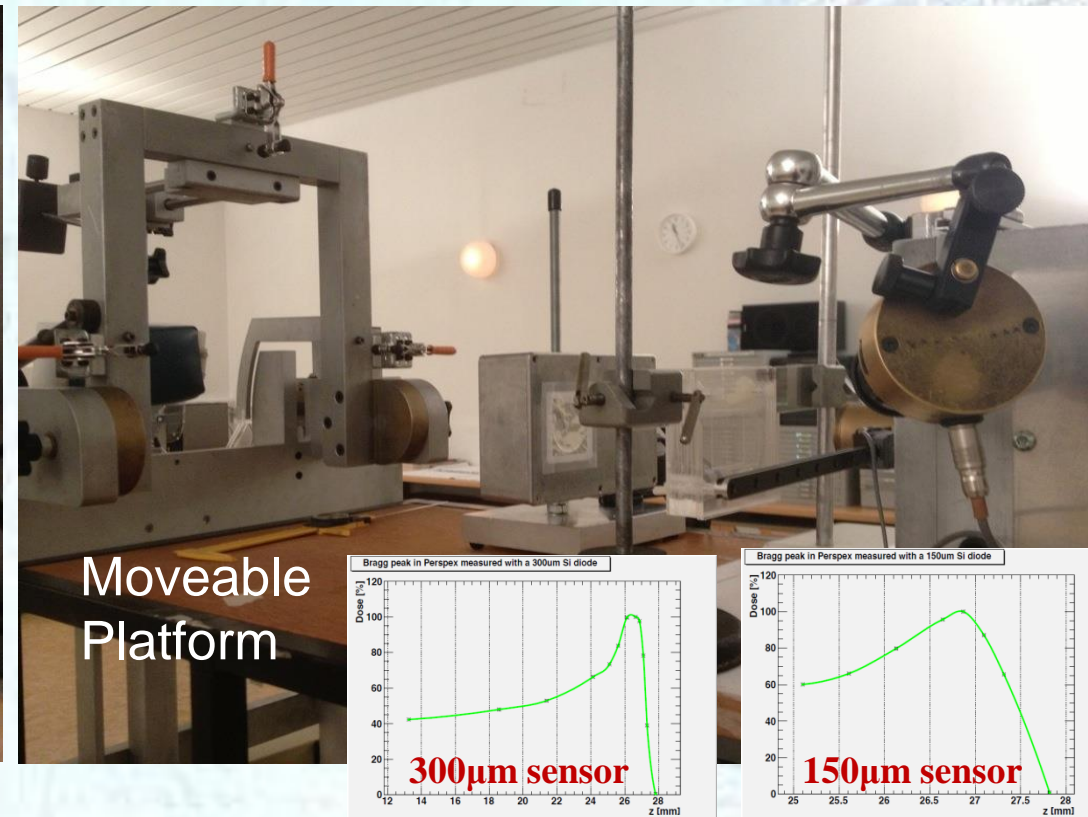 Moveable
Platform
Bragg peak in Perspex measured with a 300um Si diode
Dose [%]
120
100
80
60
40
20
0
12 14 16 18 20 22 24 26 28
z [mm]
300μm sensor
Bragg peak in Perspex measured with a 150um Si diode
Dose [%]
120
100
80
60
40
20
0
25 25.5 26 26.5 27 27.5 28
z [mm]
150μm sensor